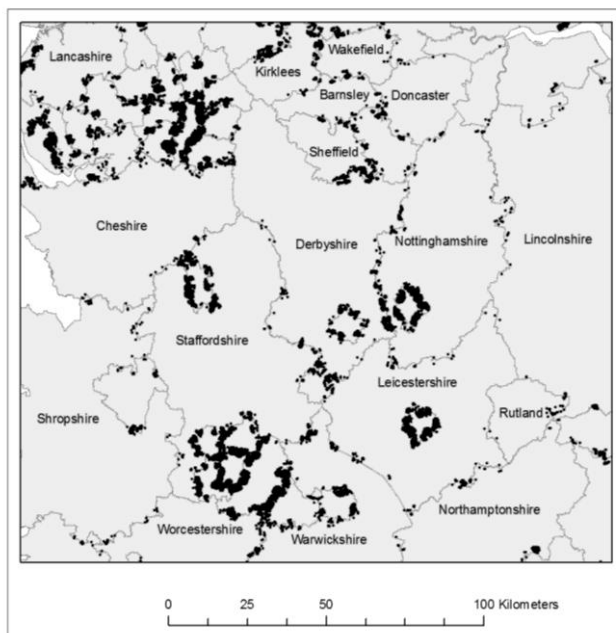 Lancashire
Wakefield
Kirklees
Barnsley
Doncaster
Sheffield
Cheshire
Derbyshire
Nottinghamshire
Lincolnshire
Staffordshire
Leicestershire
Shropshire
Rutland
Northamptonshire
Worcestershire
Warwickshire
0 25 50 100 Kilometers